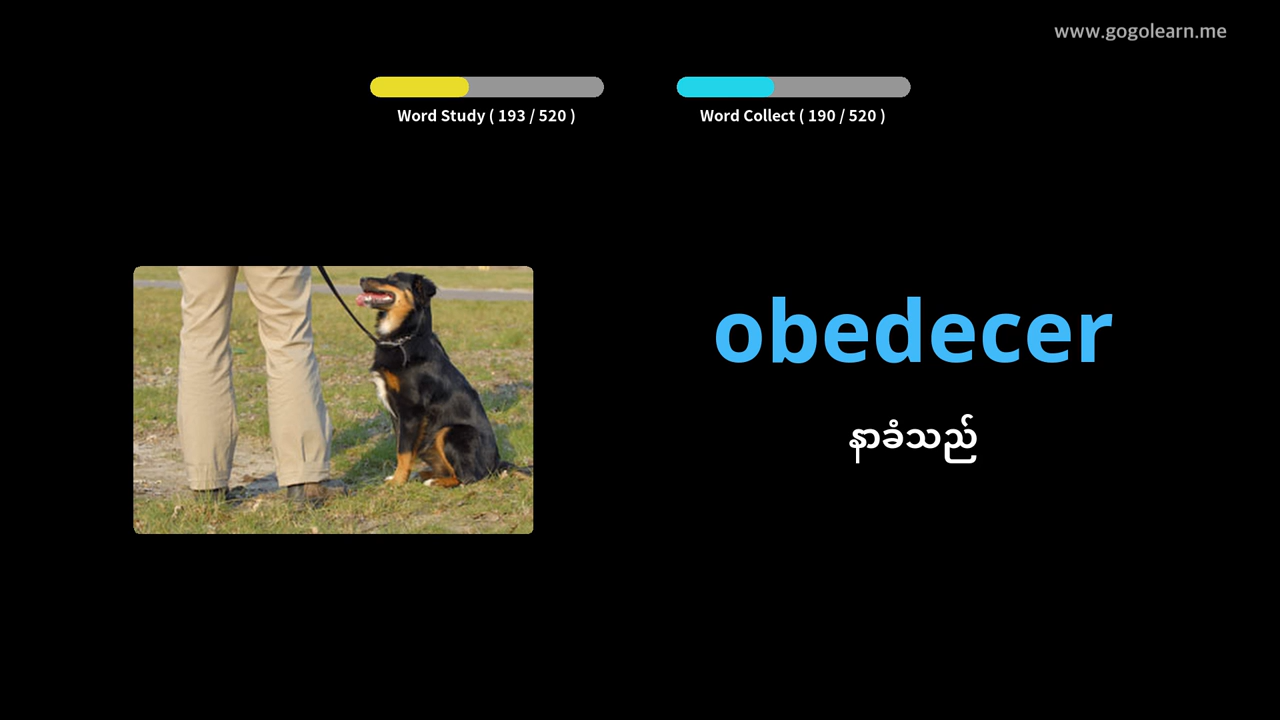 www.gogolearn.me
Word Study ( 193 / 520 )
Word Collect ( 190 / 520 )
obedecer
နာခံသည်